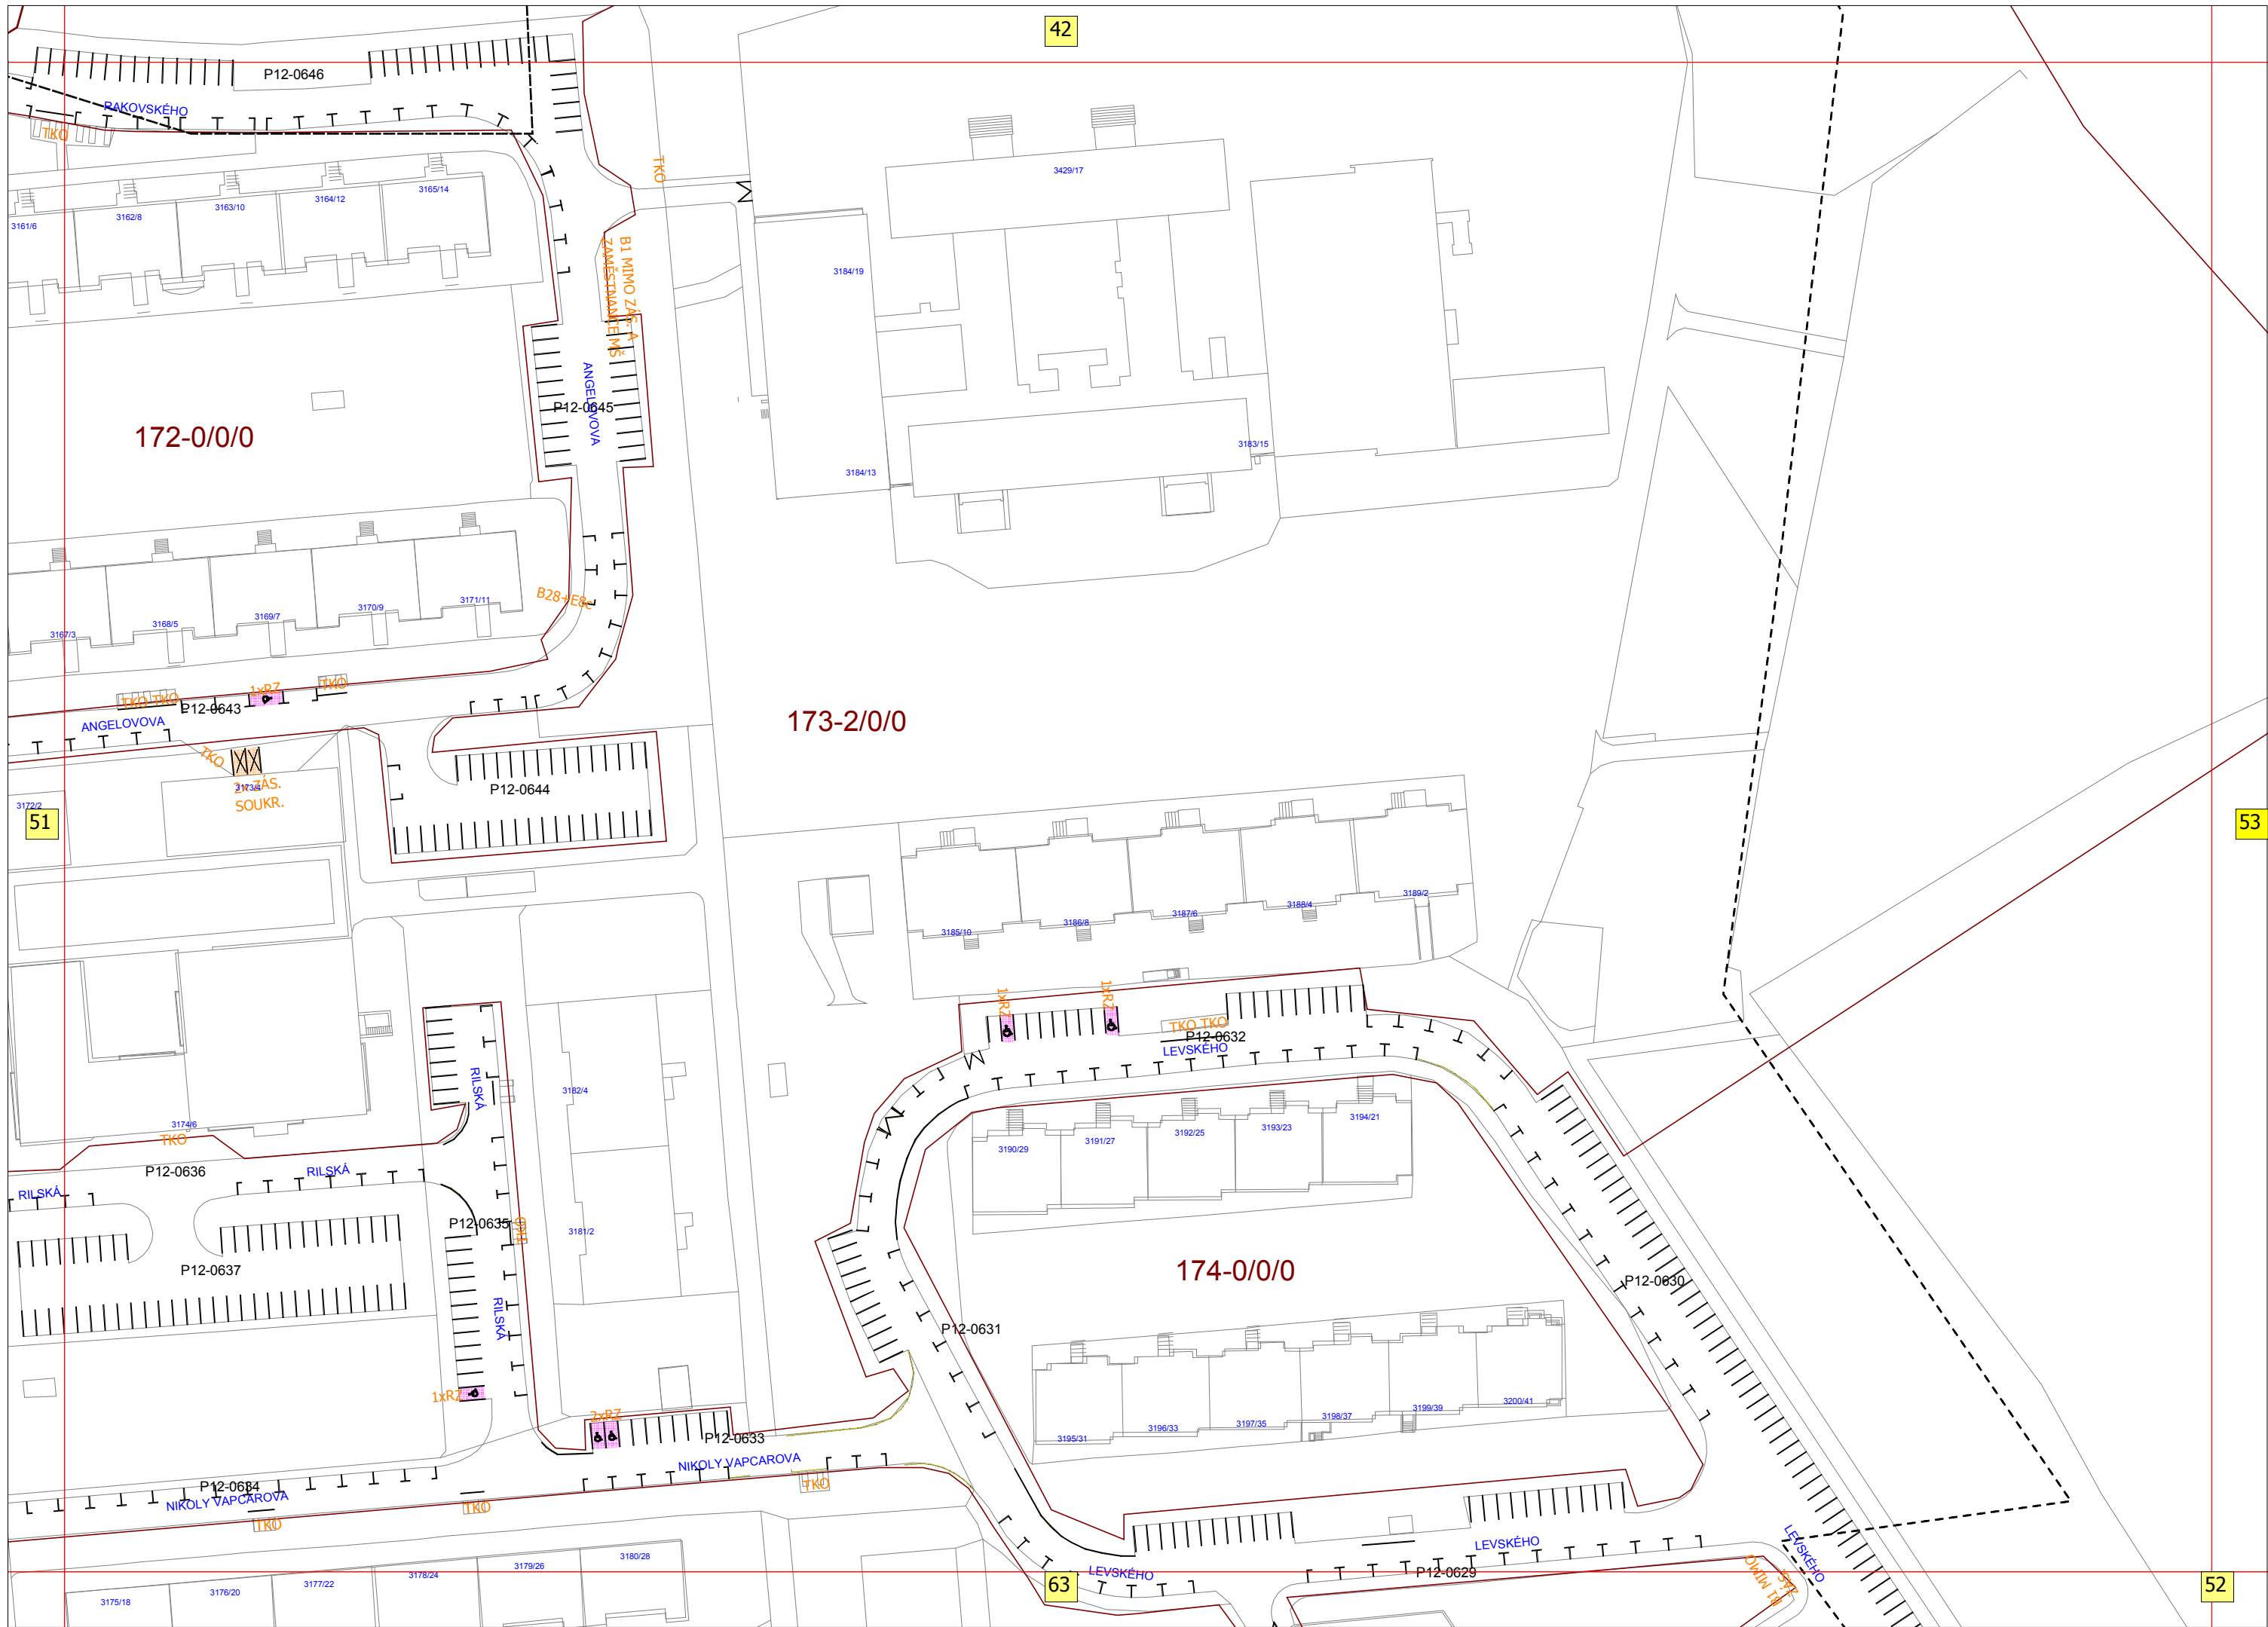 42
P12-0646
RAKOVSKÉHO
TKO
TKO
3429/17
3165/14
3164/12
3163/10
3162/8
3161/6
B1 MIMO ZÁS. A
ZAMĚSTNANCE MŠ
3184/19
ANGELOVOVA
P12-0645
172-0/0/0
3183/15
3184/13
B28+E8c
3171/11
3170/9
3169/7
3168/5
3167/3
TKO TKO
1xRZ
TKO
P12-0643
ANGELOVOVA
173-2/0/0
TKO
2x ZÁS.
SOUKR.
3173/4
P12-0644
3172/2
51
53
3189/2
3188/4
3187/6
3186/8
3185/10
1xRZ
1xRZ
TKO TKO
P12-0632
LEVSKÉHO
RILSKÁ
3182/4
3194/21
3193/23
3192/25
3191/27
3190/29
3174/6
TKO
P12-0636
RILSKÁ
RILSKÁ
P12-0635
TKO
3181/2
P12-0637
174-0/0/0
P12-0630
RILSKÁ
P12-0631
1xRZ
2xRZ
P12-0633
3200/41
3199/39
3198/37
3197/35
3196/33
3195/31
NIKOLY VAPCAROVA
TKO
P12-0634
NIKOLY VAPCAROVA
TKO
TKO
LEVSKÉHO
LEVSKÉHO
LEVSKÉHO
P12-0629
B1 MIMO
ZÁS.
3180/28
3179/26
3178/24
3177/22
3176/20
3175/18
63
52